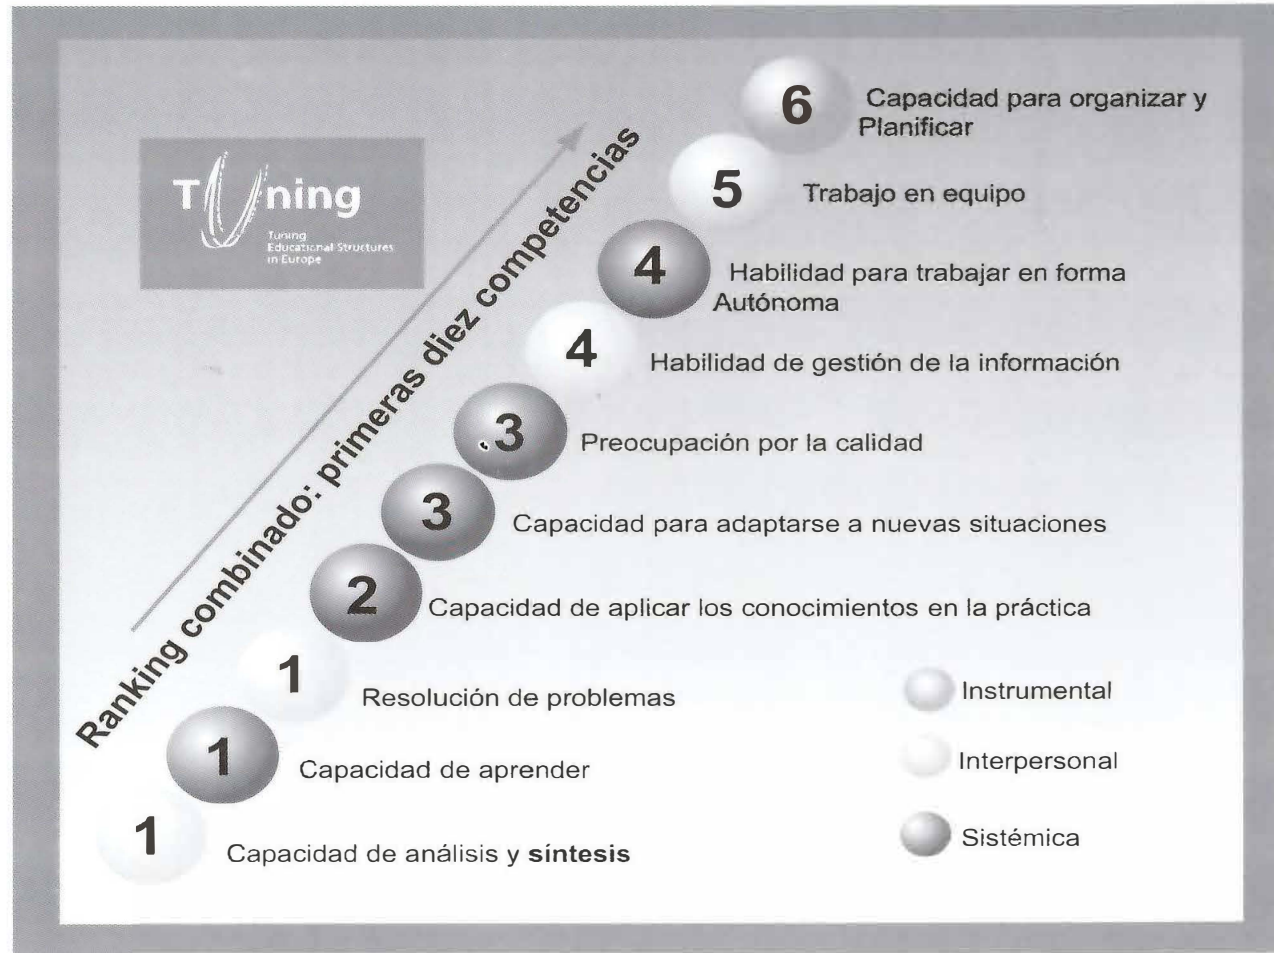 6
Capacidad para organizar y
Planificar
5
Trabajo en equipo
4
Habilidad para trabajar en forma
Autónoma
4
Habilidad de gestión de la información
3
Preocupación por la calidad
3
Capacidad para adaptarse a nuevas situaciones
2
Capacidad de aplicar los conocimientos en la práctica
1
Resolución de problemas
1
Capacidad de aprender
1
Capacidad de análisis y síntesis
Ranking combinado: primeras diez competencias
TUning
Tuning
Educational Structures
in Europe
Instrumental
Interpersonal
Sistémica